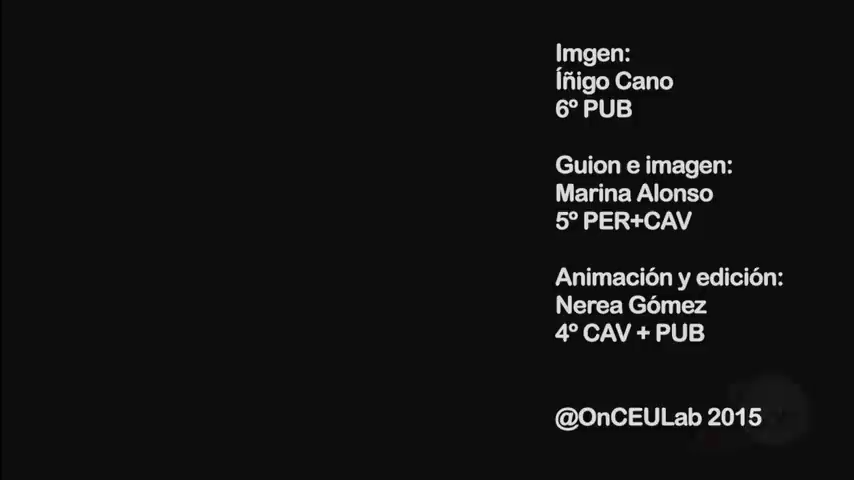 Imgen:
Íñigo Cano
6º PUB
Guion e imagen:
Marina Alonso
5º PER+CAV
Animación y edición:
Nerea Gómez
4º CAV + PUB
@OnCEULab 2015